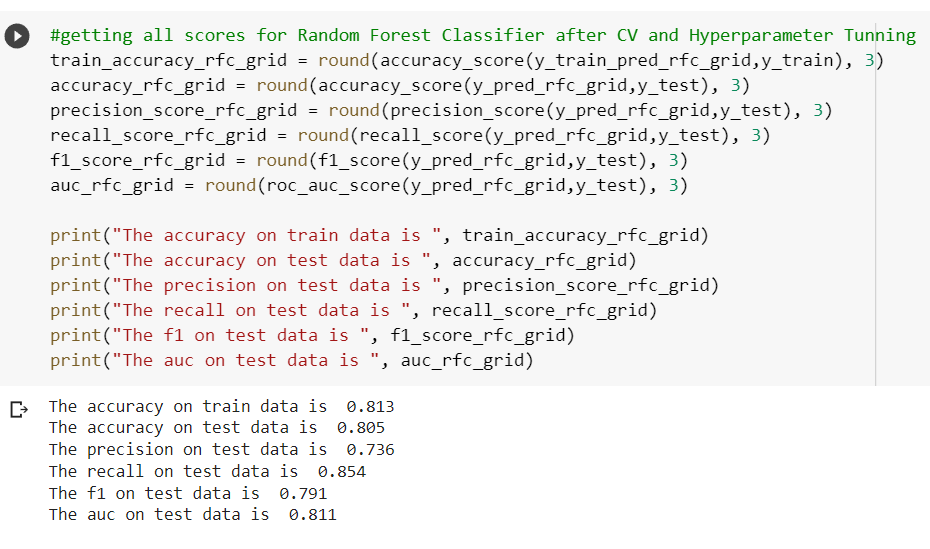 #getting all scores for Random Forest Classifier after CV and Hyperparameter Tunning
train_accuracy_rfc_grid = round(accuracy_score(y_train_pred_rfc_grid,y_train), 3)
accuracy_rfc_grid = round(accuracy_score(y_pred_rfc_grid,y_test), 3)
precision_score_rfc_grid = round(precision_score(y_pred_rfc_grid,y_test), 3)
recall_score_rfc_grid = round(recall_score(y_pred_rfc_grid,y_test), 3)
f1_score_rfc_grid = round(f1_score(y_pred_rfc_grid,y_test), 3)
auc_rfc_grid = round(roc_auc_score(y_pred_rfc_grid,y_test), 3)
print("The accuracy on train data is ", train_accuracy_rfc_grid)
print("The accuracy on test data is ", accuracy_rfc_grid)
print("The precision on test data is ", precision_score_rfc_grid)
print("The recall on test data is ", recall_score_rfc_grid)
print("The f1 on test data is ", f1_score_rfc_grid)
print("The auc on test data is ", auc_rfc_grid)
The accuracy on train data is  0.813
The accuracy on test data is  0.805
The precision on test data is  0.736
The recall on test data is  0.854
The f1 on test data is  0.791
The auc on test data is  0.811